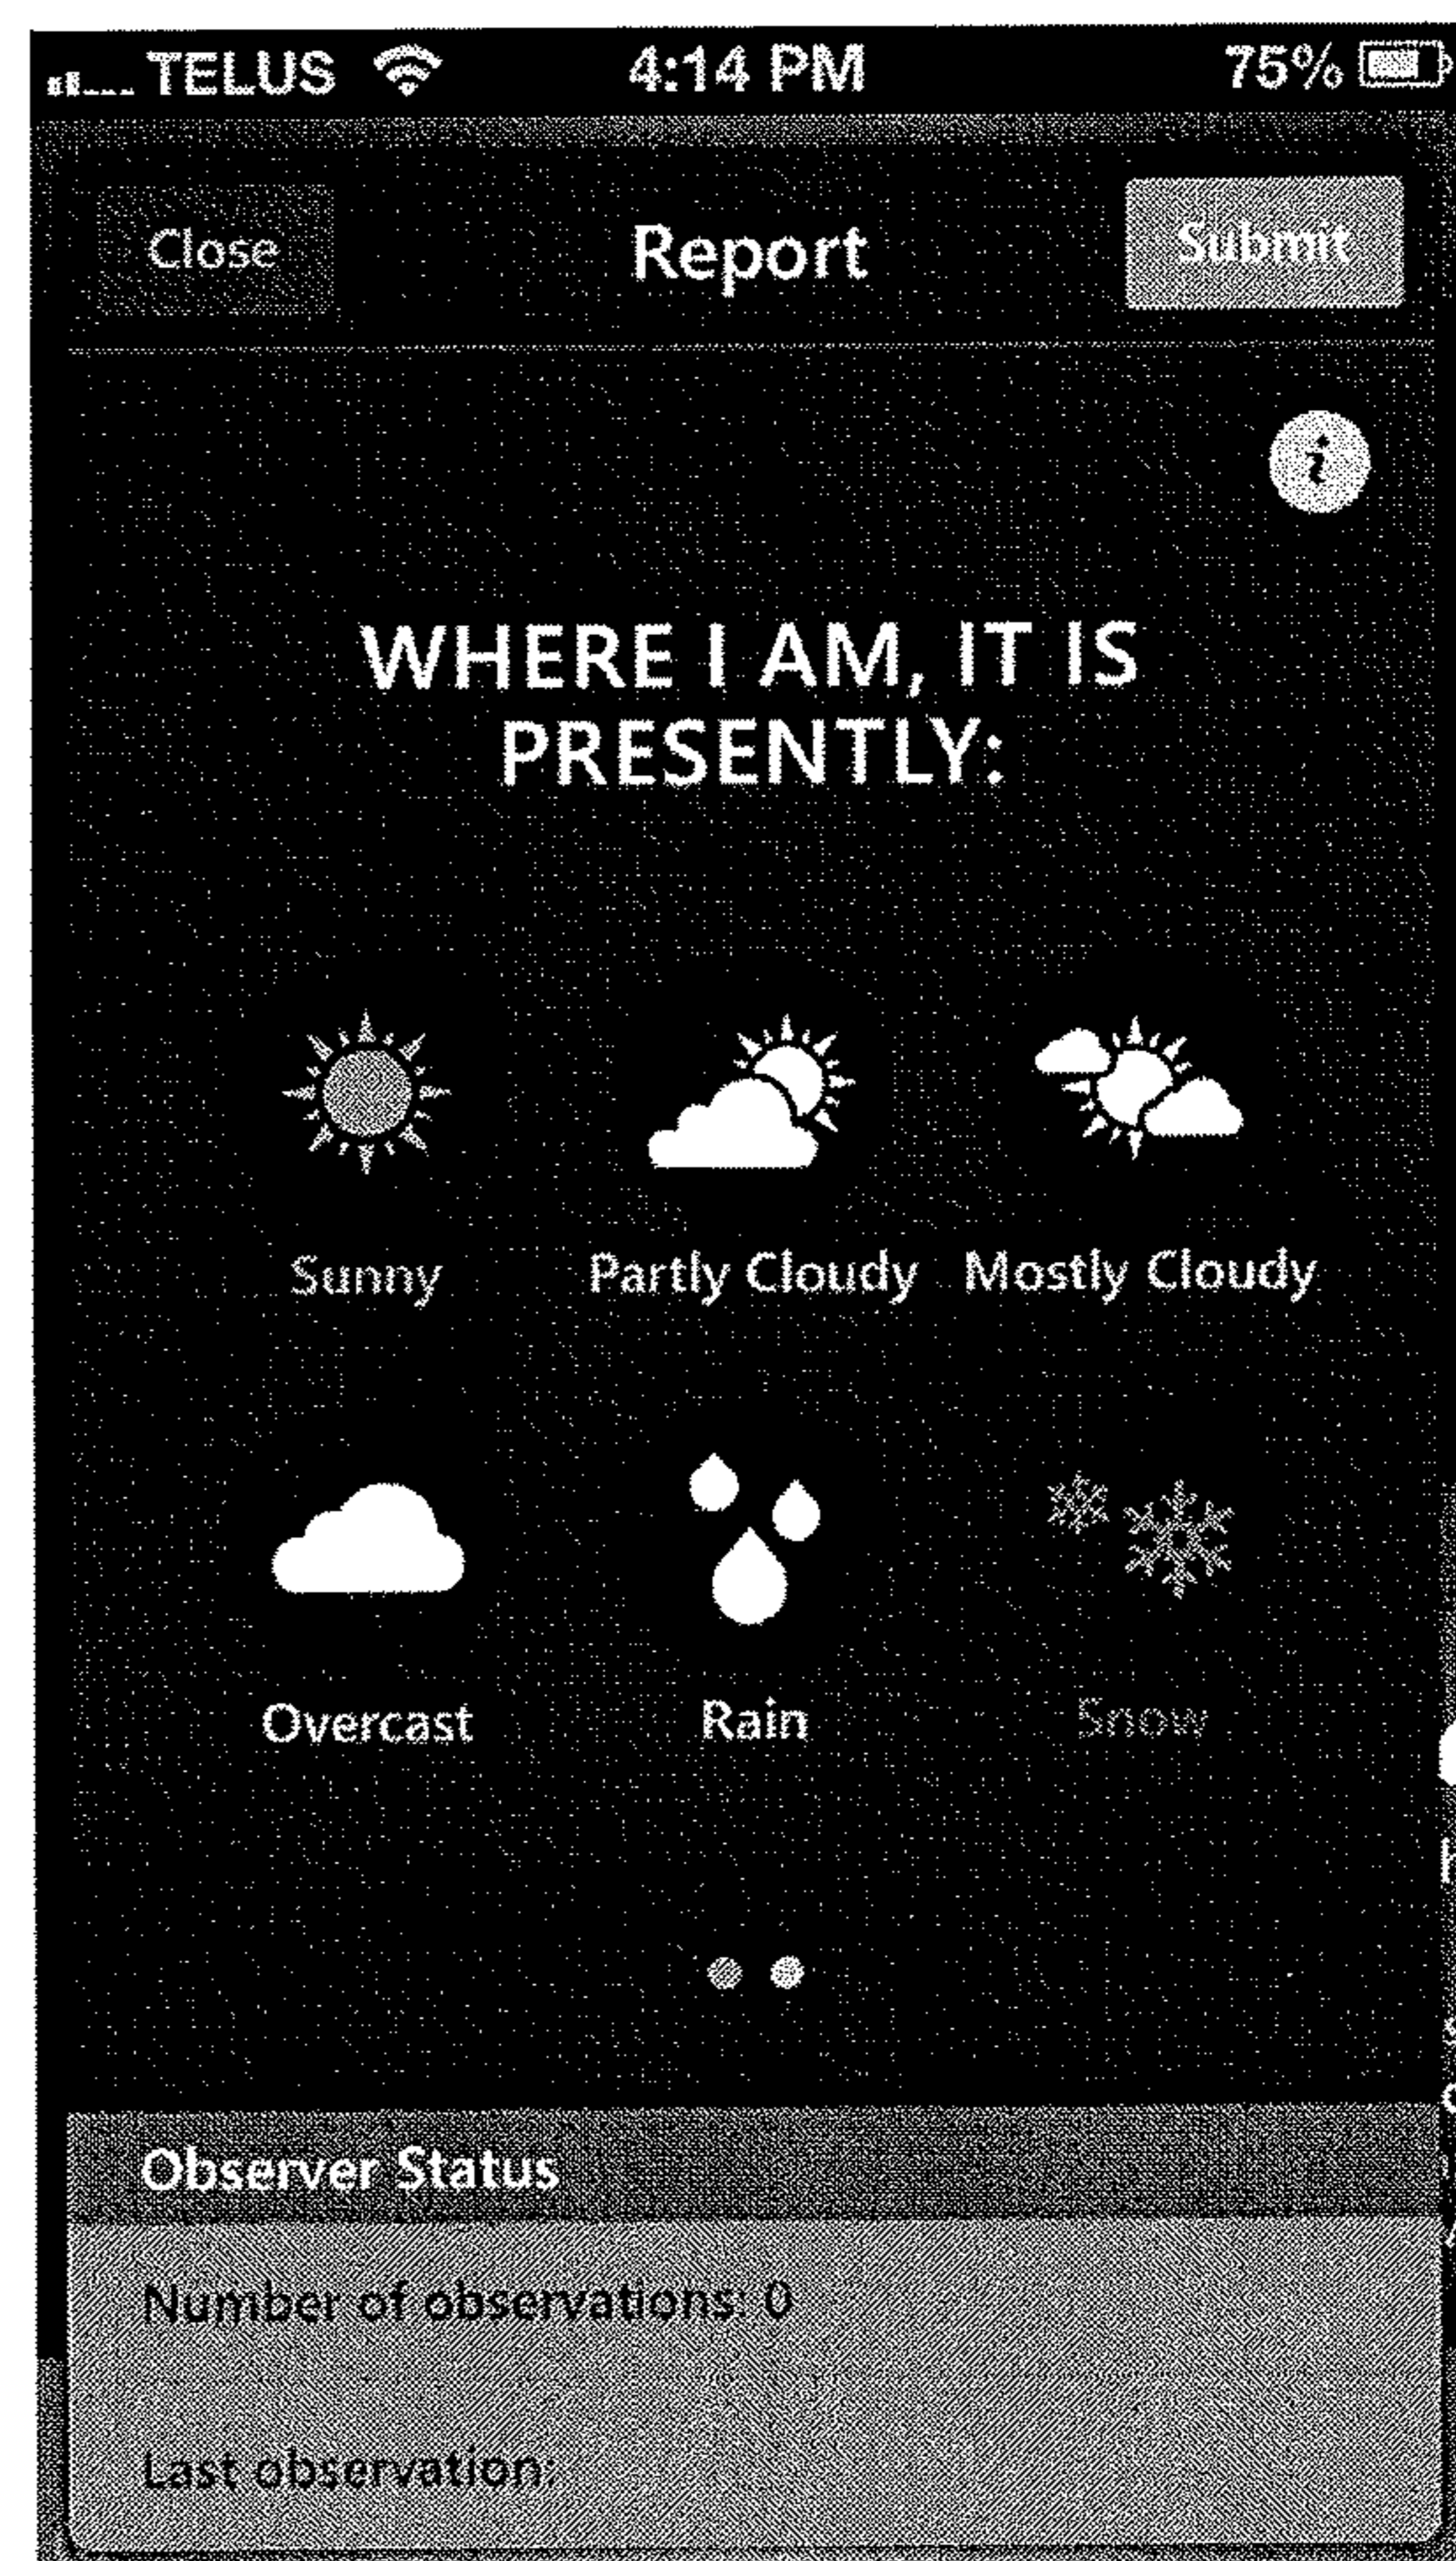 TELUS 4:14 PM 75%
Close Report Submit
i
WHERE I AM, IT IS
PRESENTLY:
Sunny Partly Cloudy Mostly Cloudy
Overcast Rain Snow
Observer Status
Number of observations: 0
Last observation: